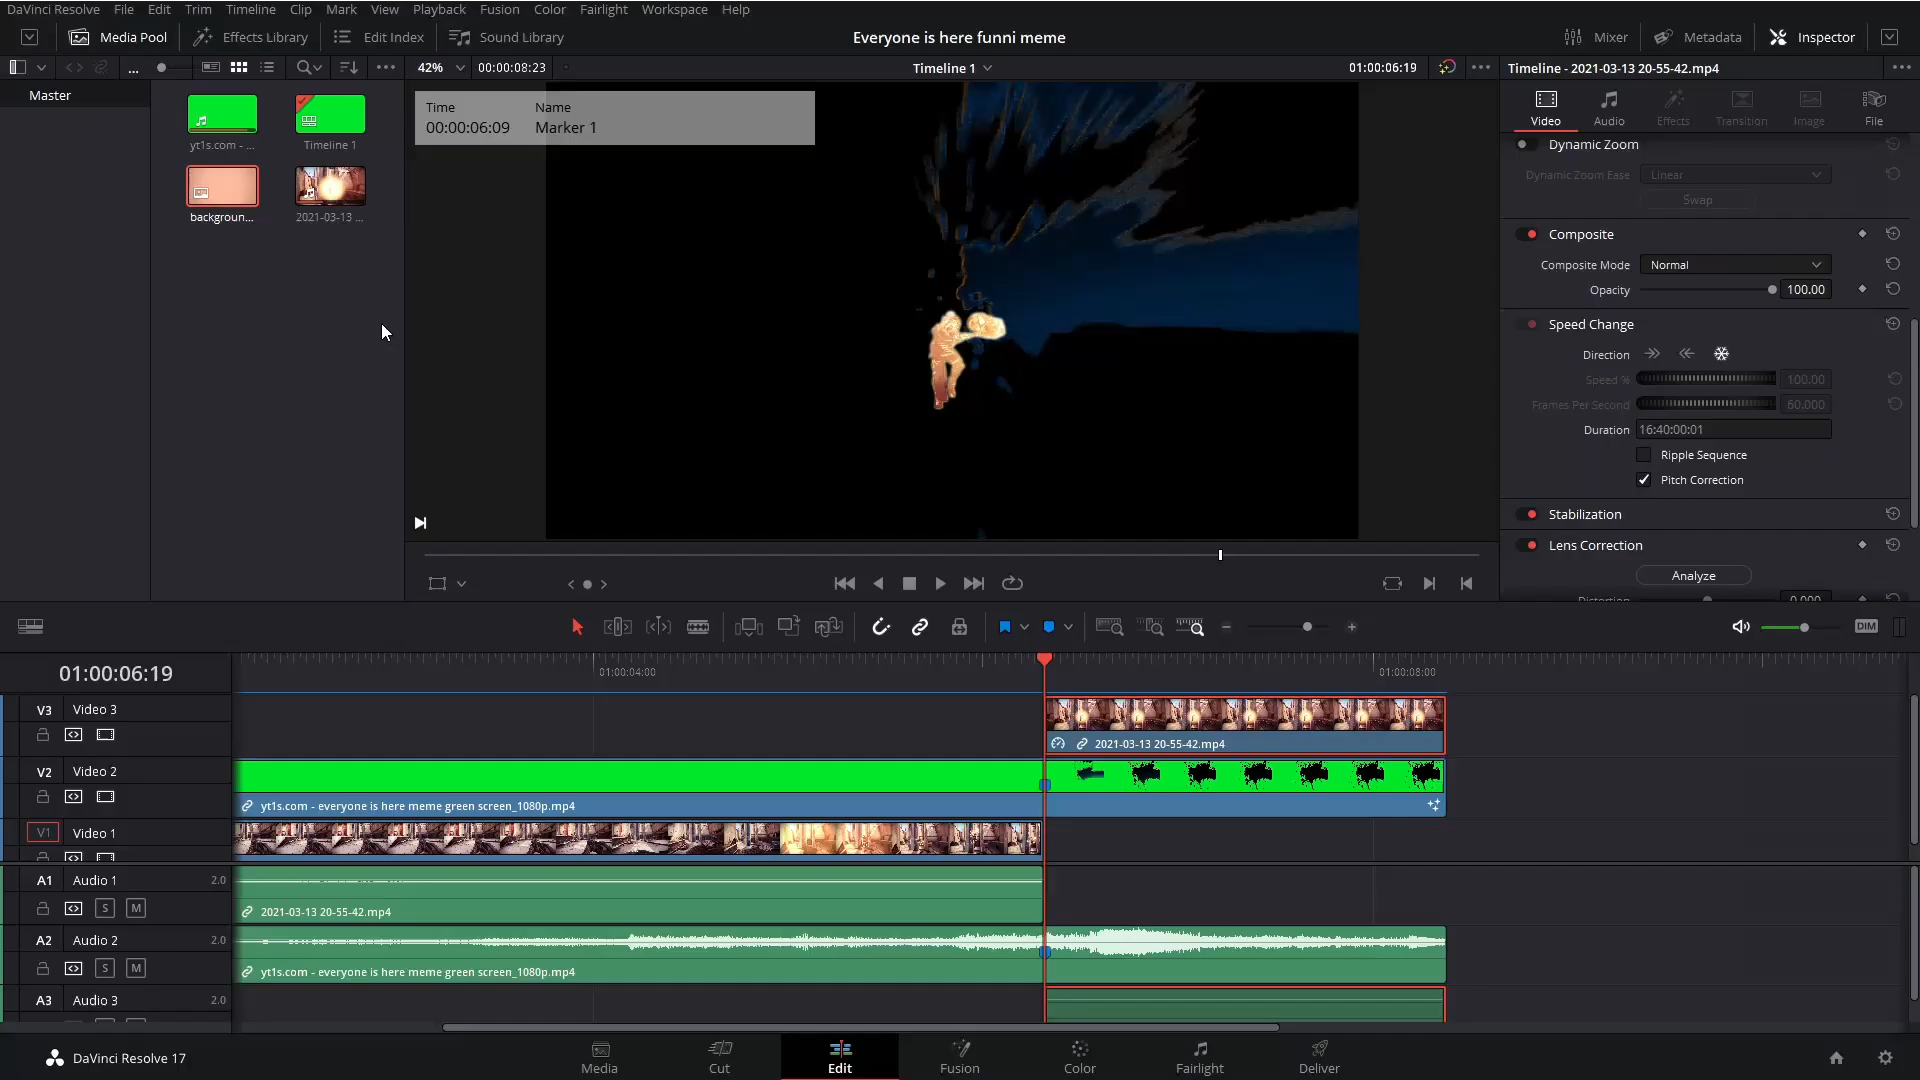 DaVinci Resolve File Edit Trim Timeline Clip Mark View Playback Fusion Color Fairlight Workspace Help
Media Pool Effects Library Edit Index Sound Library Everyone is here funni meme Mixer Metadata Inspector
42% 00:00:08:23 Timeline 1 01:00:06:19 Timeline - 2021-03-13 20-55-42.mp4
Master
yt1s.com - ... Timeline 1
backgroun... 2021-03-13 ...
Time Name
00:00:06:09 Marker 1
Video Audio Effects Transition Image File
Dynamic Zoom
Dynamic Zoom Ease Linear
Swap
Composite
Composite Mode Normal
Opacity 100.00
Speed Change
Direction
Speed % 100.00
Frames Per Second 60.000
Duration 16:40:00:01
Ripple Sequence
Pitch Correction
Stabilization
Lens Correction
Analyze
Distortion 0.000
DIM
01:00:06:19 01:00:04:00 01:00:08:00
V3 Video 3
2021-03-13 20-55-42.mp4
V2 Video 2
yt1s.com - everyone is here meme green screen_1080p.mp4
V1 Video 1
A1 Audio 1 2.0
S M 2021-03-13 20-55-42.mp4
A2 Audio 2 2.0
S M yt1s.com - everyone is here meme green screen_1080p.mp4
A3 Audio 3 2.0
DaVinci Resolve 17 Media Cut Edit Fusion Color Fairlight Deliver